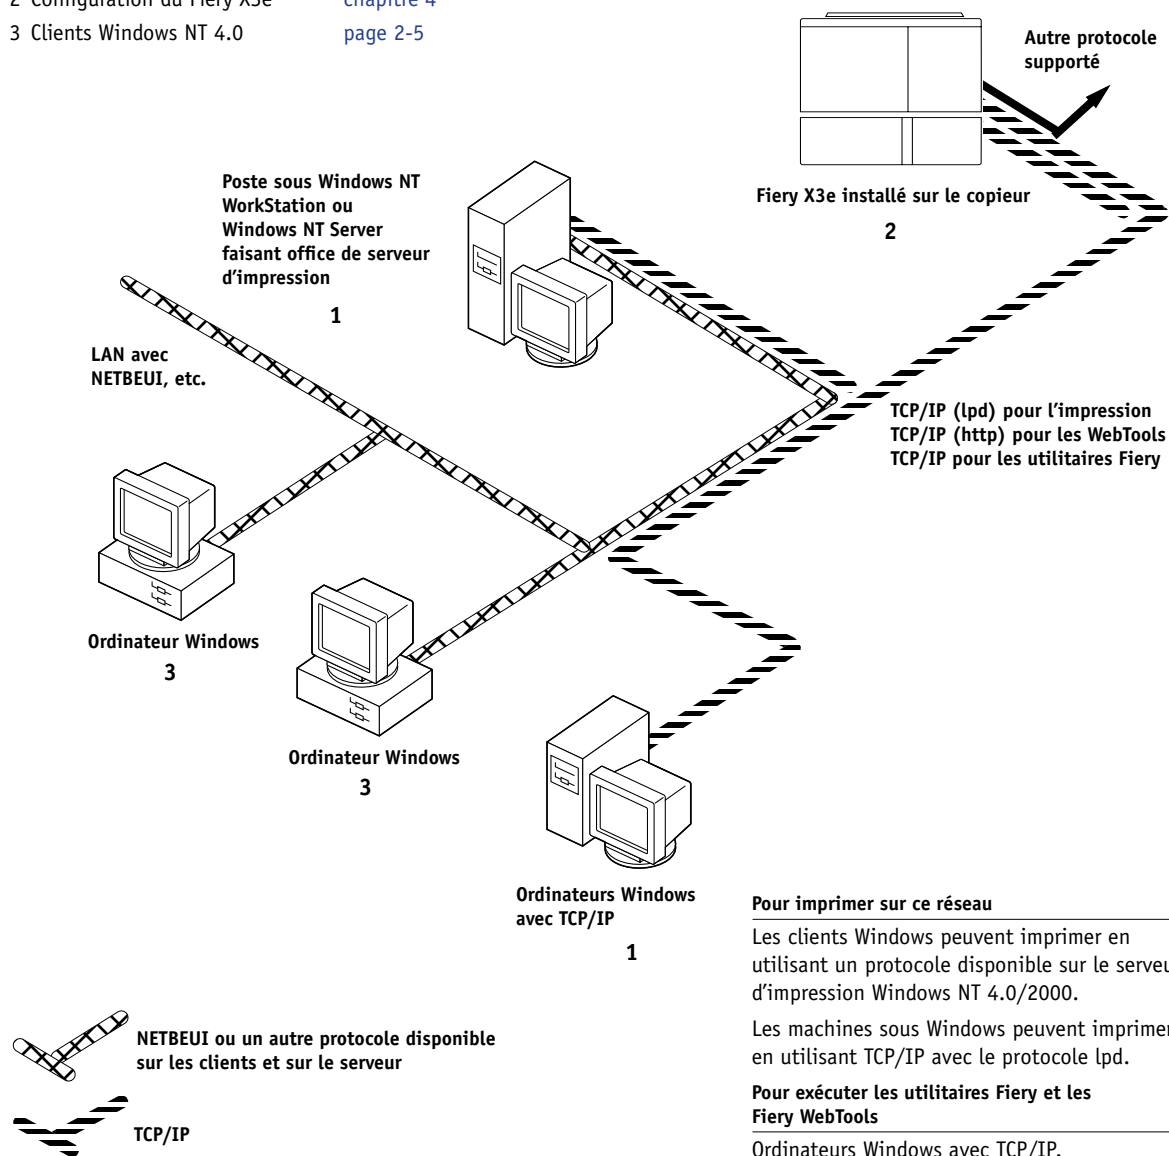 2 Configuration du Fiery X3e chapitre 4
3 Clients Windows NT 4.0 page 2-5
Autre protocole
supporté
Poste sous Windows NT
WorkStation ou
Windows NT Server
faisant office de serveur
d’impression
1
Fiery X3e installé sur le copieur
2
LAN avec
NETBEUI, etc.
TCP/IP (lpd) pour l’impression
TCP/IP (http) pour les WebTools
TCP/IP pour les utilitaires Fiery
Ordinateur Windows
3
Ordinateur Windows
3
Ordinateurs Windows
avec TCP/IP
1
Pour imprimer sur ce réseau
Les clients Windows peuvent imprimer en
utilisant un protocole disponible sur le serveu
d’impression Windows NT 4.0/2000.
Les machines sous Windows peuvent imprimer
en utilisant TCP/IP avec le protocole lpd.
Pour exécuter les utilitaires Fiery et les
Fiery WebTools
Ordinateurs Windows avec TCP/IP.
NETBEUI ou un autre protocole disponible
sur les clients et sur le serveur
TCP/IP